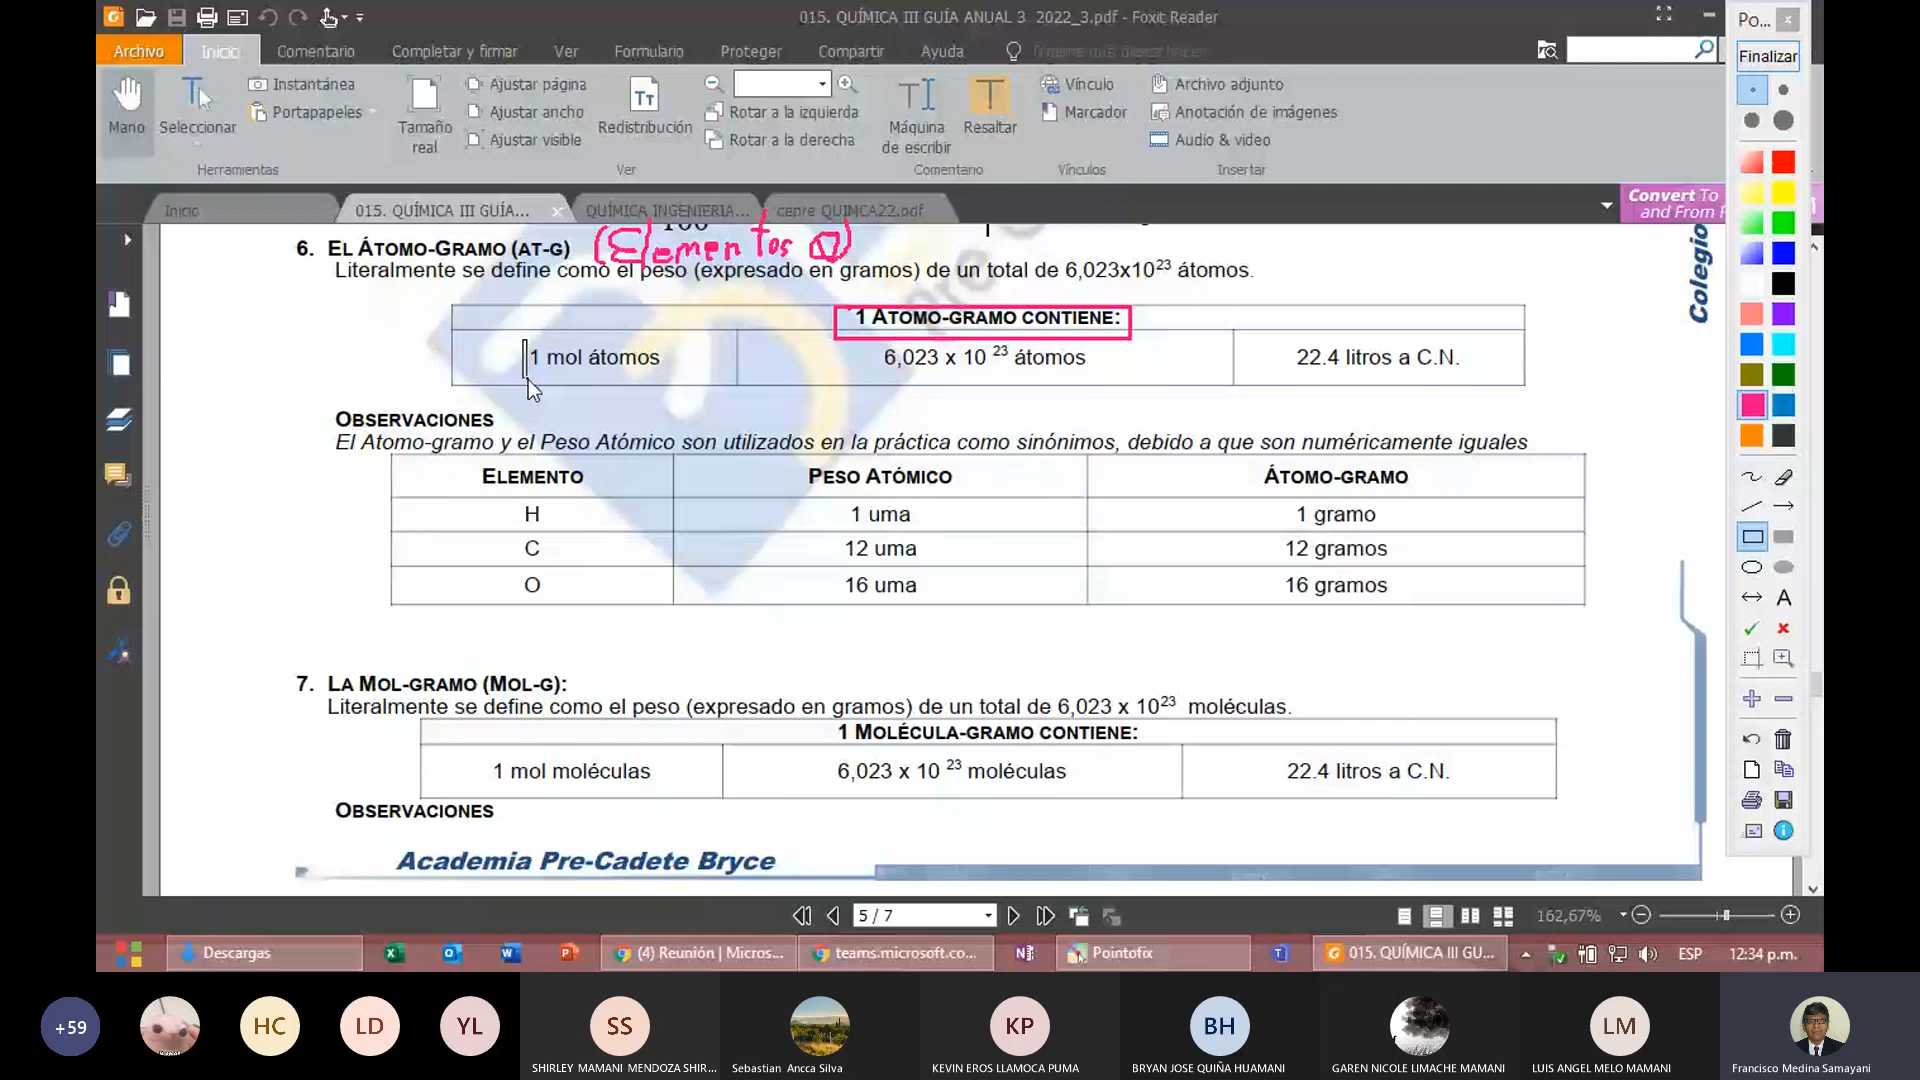 015. QUÍMICA III GUÍA ANUAL 3 2022_3.pdf - Foxit Reader
Archivo Inicio Comentario Completar y firmar Ver Formulario Proteger Compartir Ayuda
Mano
Seleccionar
Instantánea
Portapapeles
Herramientas
Tamaño real
Ajustar página
Ajustar ancho
Ajustar visible
Redistribución
Rotar a la izquierda
Rotar a la derecha
Ver
Máquina de escribir
Resaltar
Comentario
Vínculo
Marcador
Vínculos
Archivo adjunto
Anotación de imágenes
Audio & video
Insertar
Inicio
015. QUÍMICA III GUÍA...
QUÍMICA INGENIERIA...
cepre QUIMCA22.pdf
Convert To
and From
Po...
Finalizar
6. EL ÁTOMO-GRAMO (AT-G) (Elementos Q)
Literalmente se define como el peso (expresado en gramos) de un total de 6,023x10²³ átomos.
1 ATOMO-GRAMO CONTIENE:
1 mol átomos 6,023 x 10 ²³ átomos 22.4 litros a C.N.
OBSERVACIONES
El Atomo-gramo y el Peso Atómico son utilizados en la práctica como sinónimos, debido a que son numéricamente iguales
ELEMENTO PESO ATÓMICO ÁTOMO-GRAMO
H 1 uma 1 gramo
C 12 uma 12 gramos
O 16 uma 16 gramos
7. LA MOL-GRAMO (MOL-G):
Literalmente se define como el peso (expresado en gramos) de un total de 6,023 x 10²³ moléculas.
1 MOLÉCULA-GRAMO CONTIENE:
1 mol moléculas 6,023 x 10 ²³ moléculas 22.4 litros a C.N.
OBSERVACIONES
Academia Pre-Cadete Bryce
Colegio
5 / 7
162,67%
Descargas
(4) Reunión | Micros...
teams.microsoft.co...
Pointofix
015. QUÍMICA III GU...
ESP
12:34 p.m.
+59
HC
LD
YL
SS
KP
BH
LM
SHIRLEY MAMANI MENDOZA SHIR...
Sebastian Ancca Silva
KEVIN EROS LLAMOCA PUMA
BRYAN JOSE QUIÑA HUAMANI
GAREN NICOLE LIMACHE MAMANI
LUIS ANGEL MELO MAMANI
Francisco Medina Samayani